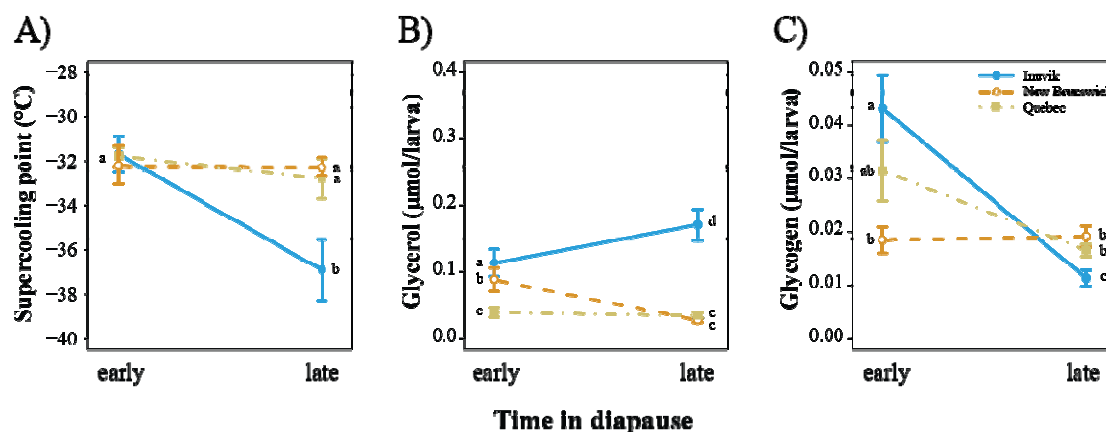 A)
Supercooling point (°C)
−28
−30
−32
−34
−36
−38
−40
a
a
a
b
early
late
B)
Glycerol (μmol/larva)
0.4
0.3
0.2
0.1
0.0
a
b
c
d
c
c
early
late
C)
Glycogen (μmol/larva)
0.05
0.04
0.03
0.02
0.01
0.00
a
ab
b
b
b
c
Inuvik
New Brunswick
Quebec
early
late
Time in diapause